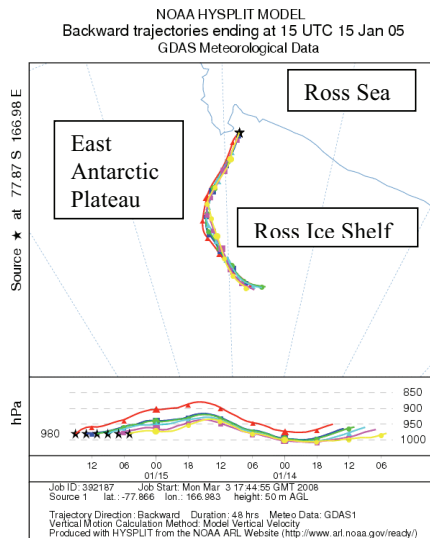 NOAA HYSPLIT MODEL
Backward trajectories ending at 15 UTC 15 Jan 05
GDAS Meteorological Data
Source ★ at 77.87 S 166.98 E
Ross Sea
East
Antarctic
Plateau
Ross Ice Shelf
hPa
980
850
900
950
1000
12 06 00 18 12 06 00 18 12 06
01/15 01/14
Job ID: 392187 Job Start: Mon Mar 3 17:44:55 GMT 2008
Source 1 lat.: -77.866 lon.: 166.983 height: 50 m AGL
Trajectory Direction: Backward Duration: 48 hrs Meteo Data: GDAS1
Vertical Motion Calculation Method: Model Vertical Velocity
Produced with HYSPLIT from the NOAA ARL Website (http://www.arl.noaa.gov/ready/)